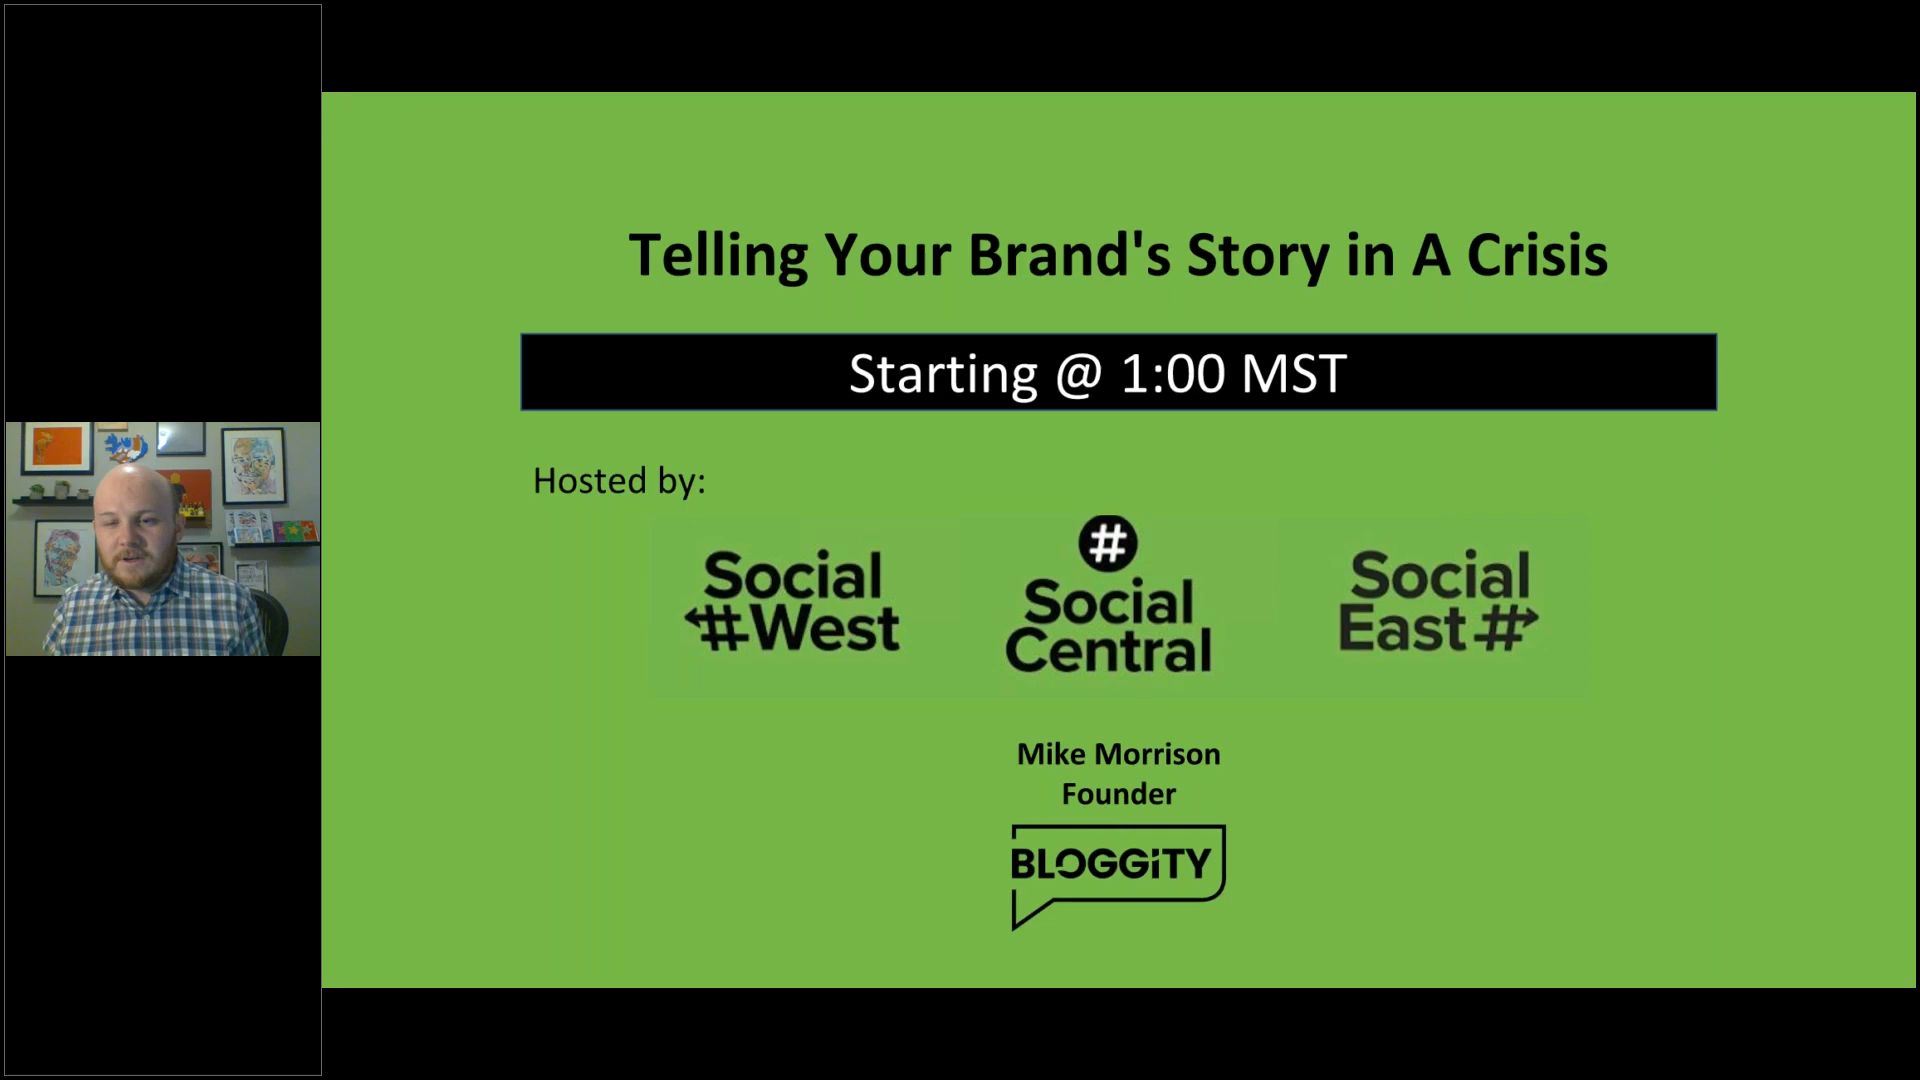 Telling Your Brand's Story in A Crisis
Starting @ 1:00 MST
Hosted by:
Social
#West
#
Social
Central
Social
East #
Mike Morrison
Founder
BLOGGiTY